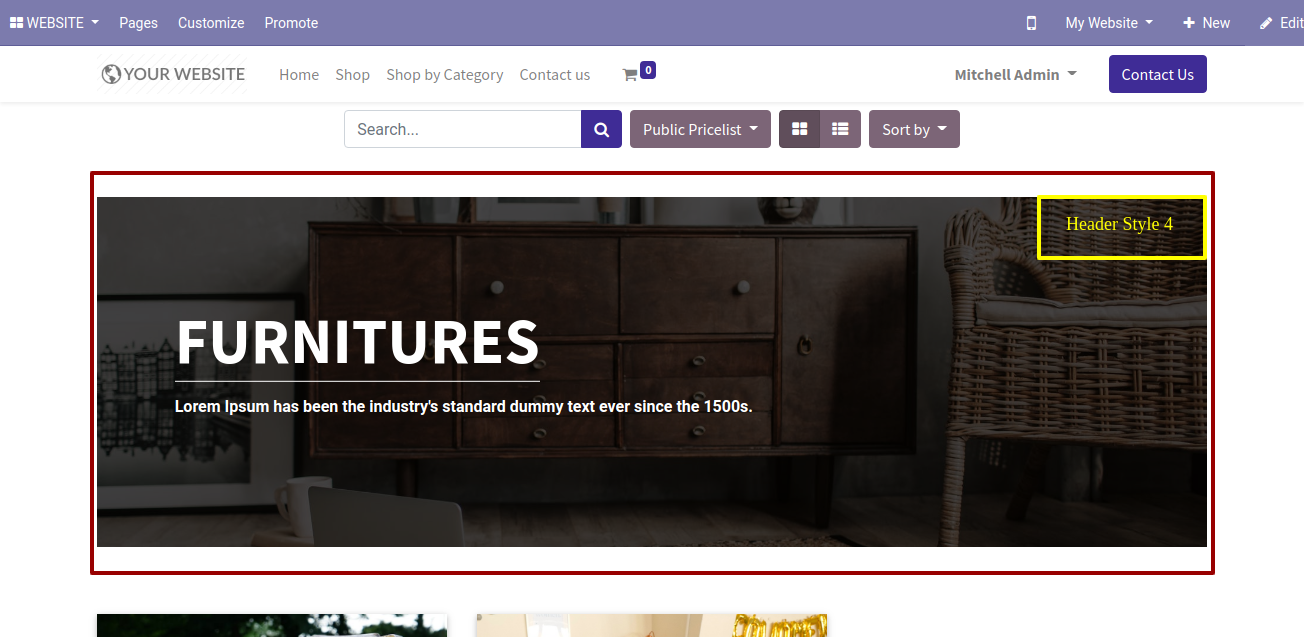 WEBSITE Pages Customize Promote My Website New Edit
YOUR WEBSITE Home Shop Shop by Category Contact us 0 Mitchell Admin Contact Us
Search... Public Pricelist Sort by
Header Style 4
FURNITURES
Lorem Ipsum has been the industry's standard dummy text ever since the 1500s.